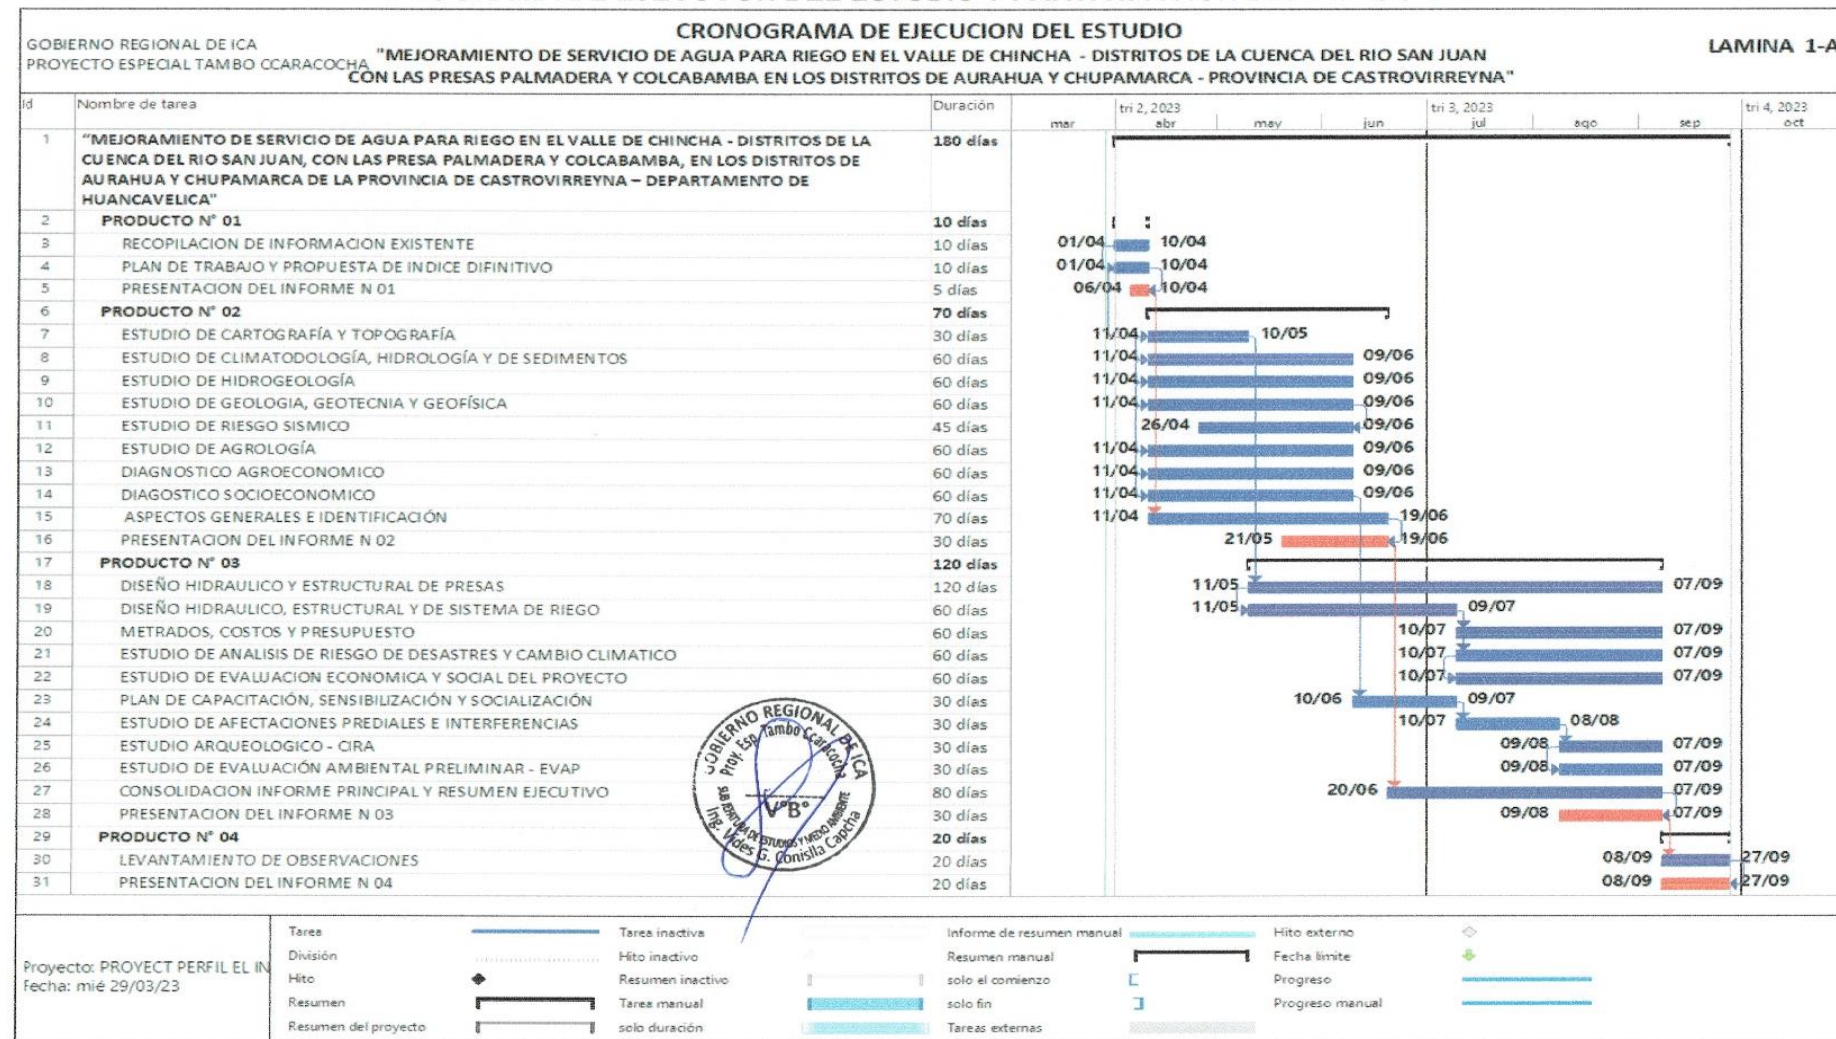 CRONOGRAMA DE EJECUCION DEL ESTUDIO
GOBIERNO REGIONAL DE ICA
PROYECTO ESPECIAL TAMBO CCARACOCHA
"MEJORAMIENTO DE SERVICIO DE AGUA PARA RIEGO EN EL VALLE DE CHINCHA - DISTRITOS DE LA CUENCA DEL RIO SAN JUAN
CON LAS PRESAS PALMADERA Y COLCABAMBA EN LOS DISTRITOS DE AURAHUA Y CHUPAMARCA - PROVINCIA DE CASTROVIRREYNA"
LAMINA 1-A
Id Nombre de tarea Duración tri 2, 2023 tri 3, 2023 tri 4, 2023
mar abr may jun jul ago sep oct
1 "MEJORAMIENTO DE SERVICIO DE AGUA PARA RIEGO EN EL VALLE DE CHINCHA - DISTRITOS DE LA 180 días
CUENCA DEL RIO SAN JUAN, CON LAS PRESA PALMADERA Y COLCABAMBA, EN LOS DISTRITOS DE
AURAHUA Y CHUPAMARCA DE LA PROVINCIA DE CASTROVIRREYNA – DEPARTAMENTO DE
HUANCAVELICA"
2 PRODUCTO N° 01 10 días
3 RECOPILACION DE INFORMACION EXISTENTE 10 días 01/04 10/04
4 PLAN DE TRABAJO Y PROPUESTA DE INDICE DIFINITIVO 10 días 01/04 10/04
5 PRESENTACION DEL INFORME N 01 5 días 06/04 10/04
6 PRODUCTO N° 02 70 días
7 ESTUDIO DE CARTOGRAFÍA Y TOPOGRAFÍA 30 días 11/04 10/05
8 ESTUDIO DE CLIMATODOLOGÍA, HIDROLOGÍA Y DE SEDIMENTOS 60 días 11/04 09/06
9 ESTUDIO DE HIDROGEOLOGÍA 60 días 11/04 09/06
10 ESTUDIO DE GEOLOGIA, GEOTECNIA Y GEOFÍSICA 60 días 11/04 09/06
11 ESTUDIO DE RIESGO SISMICO 45 días 26/04 09/06
12 ESTUDIO DE AGROLOGÍA 60 días 11/04 09/06
13 DIAGNOSTICO AGROECONOMICO 60 días 11/04 09/06
14 DIAGOSTICO SOCIOECONOMICO 60 días 11/04 09/06
15 ASPECTOS GENERALES E IDENTIFICACIÓN 70 días 11/04 19/06
16 PRESENTACION DEL INFORME N 02 30 días 21/05 19/06
17 PRODUCTO N° 03 120 días
18 DISEÑO HIDRAULICO Y ESTRUCTURAL DE PRESAS 120 días 11/05 07/09
19 DISEÑO HIDRAULICO, ESTRUCTURAL Y DE SISTEMA DE RIEGO 60 días 11/05 09/07
20 METRADOS, COSTOS Y PRESUPUESTO 60 días 10/07 07/09
21 ESTUDIO DE ANALISIS DE RIESGO DE DESASTRES Y CAMBIO CLIMATICO 60 días 10/07 07/09
22 ESTUDIO DE EVALUACION ECONOMICA Y SOCIAL DEL PROYECTO 60 días 10/07 07/09
23 PLAN DE CAPACITACIÓN, SENSIBILIZACIÓN Y SOCIALIZACIÓN 30 días 10/06 09/07
24 ESTUDIO DE AFECTACIONES PREDIALES E INTERFERENCIAS 30 días 10/07 08/08
25 ESTUDIO ARQUEOLOGICO - CIRA 30 días 09/08 07/09
26 ESTUDIO DE EVALUACIÓN AMBIENTAL PRELIMINAR - EVAP 30 días 09/08 07/09
27 CONSOLIDACION INFORME PRINCIPAL Y RESUMEN EJECUTIVO 80 días 20/06 07/09
28 PRESENTACION DEL INFORME N 03 30 días 09/08 07/09
29 PRODUCTO N° 04 20 días
30 LEVANTAMIENTO DE OBSERVACIONES 20 días 08/09 27/09
31 PRESENTACION DEL INFORME N 04 20 días 08/09 27/09
GOBIERNO REGIONAL DE ICA
Proy. Esp. Tambo Ccaracocha
V°B°
SUB JEFATURA DE ESTUDIOS Y MEDIO AMBIENTE
Ing. Vides G. Conislla Capcha
Proyecto: PROYECT PERFIL EL IN
Fecha: mié 29/03/23
Tarea Tarea inactiva Informe de resumen manual Hito externo
División Hito inactivo Resumen manual Fecha límite
Hito Resumen inactivo solo el comienzo Progreso
Resumen Tarea manual solo fin Progreso manual
Resumen del proyecto solo duración Tareas externas